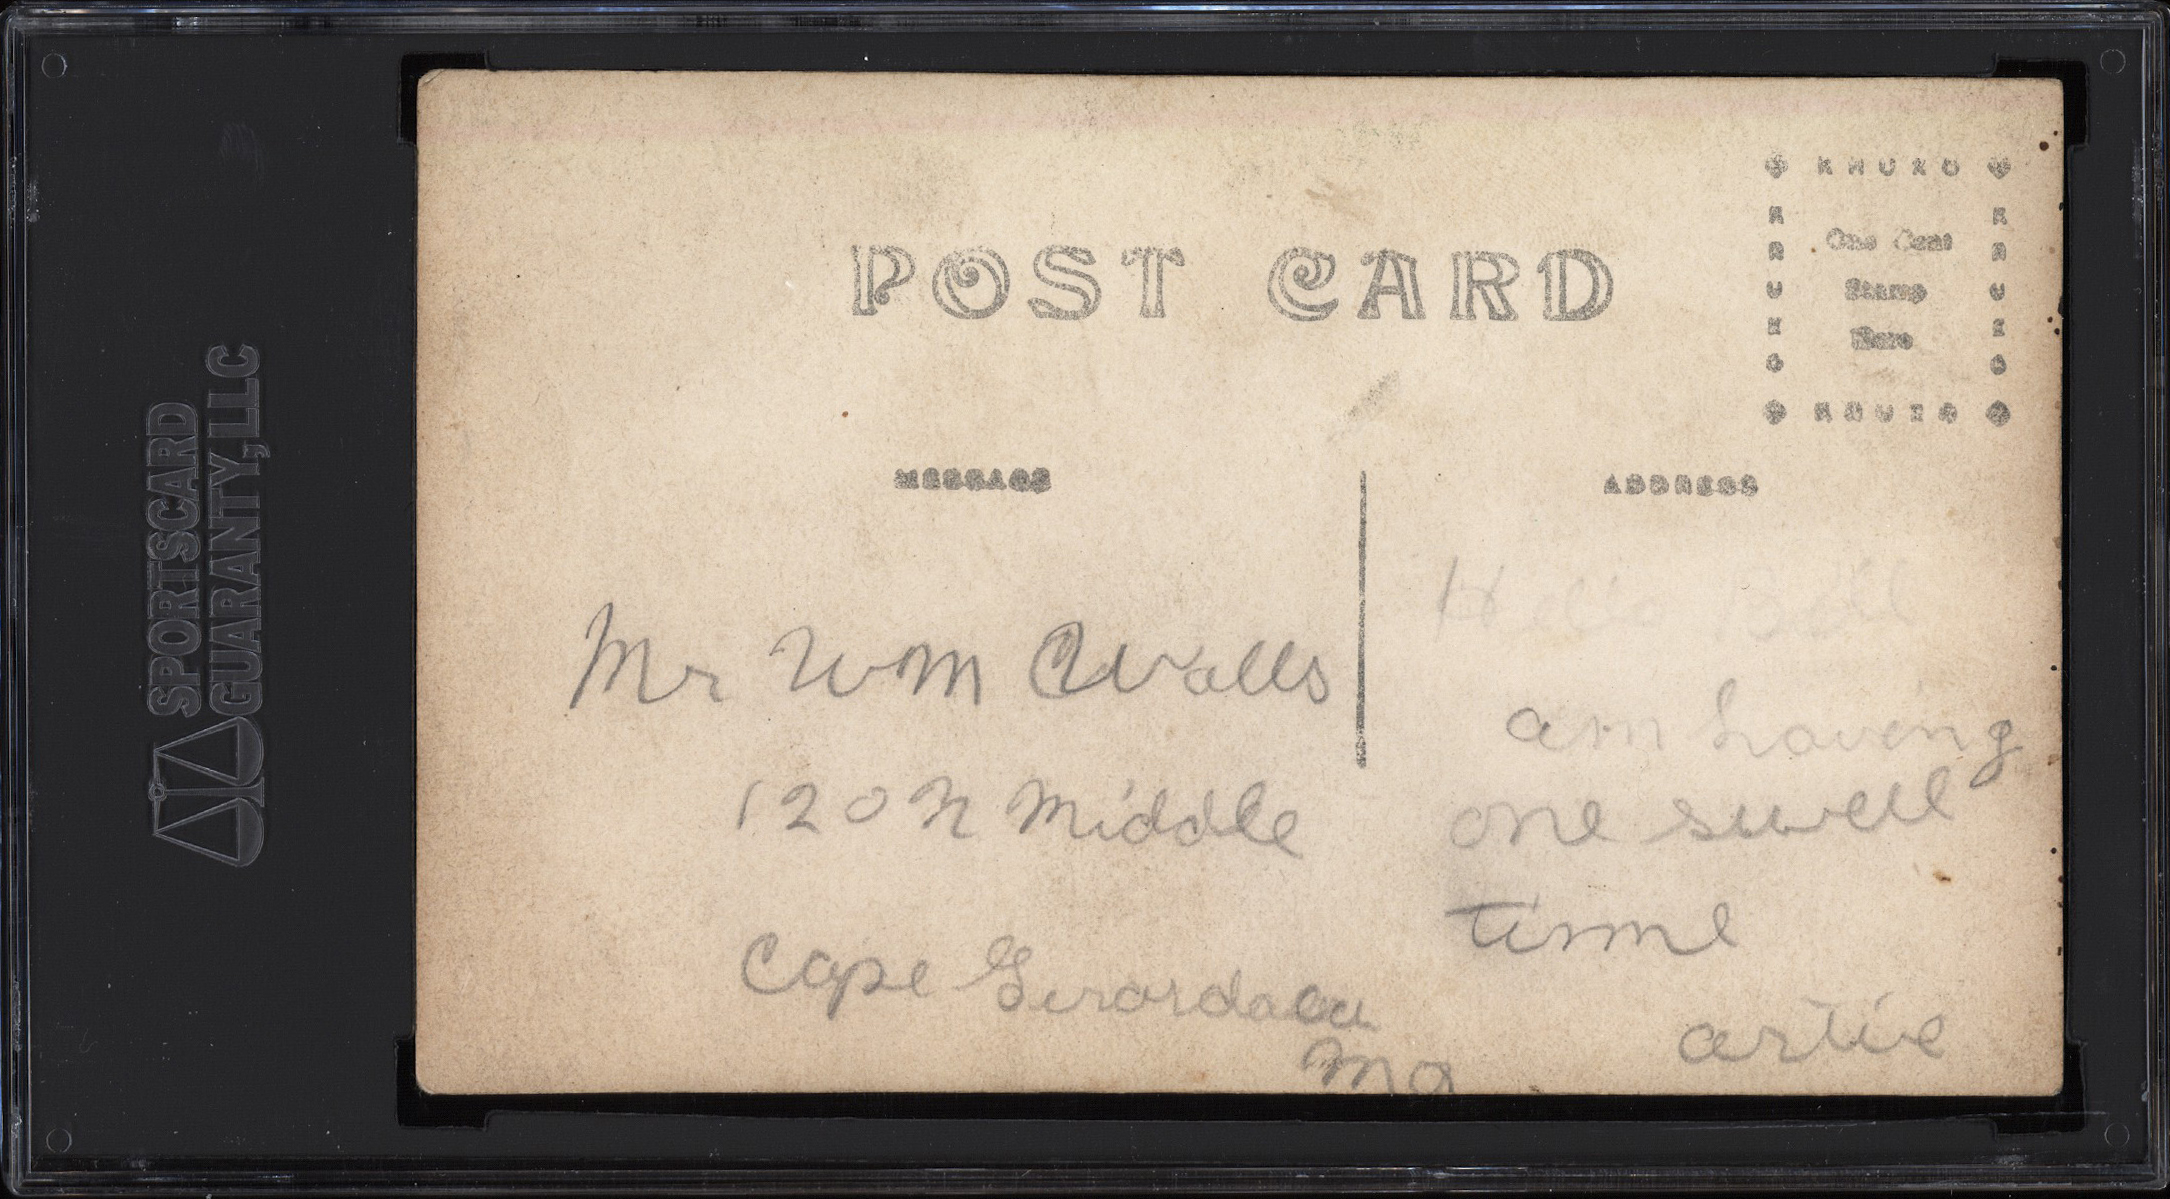 SPORTSCARD
GUARANTY, LLC
POST CARD
One Cent
Stamp
Here
MESSAGE
ADDRESS
Mr Wm Walls
120 N Middle
Cape Girardeau
Mo
Hello Bell
am having
one swell
time
artie